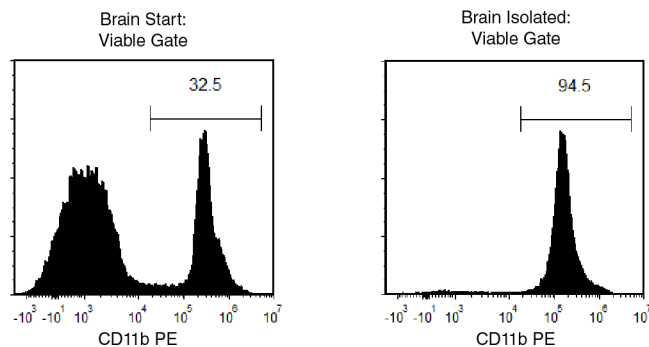 Brain Start:
Viable Gate
32.5
-10³ -10¹ 10³ 10⁴ 10⁵ 10⁶ 10⁷
CD11b PE
Brain Isolated:
Viable Gate
94.5
-10³ -10¹ 10³ 10⁴ 10⁵ 10⁶ 10⁷
CD11b PE